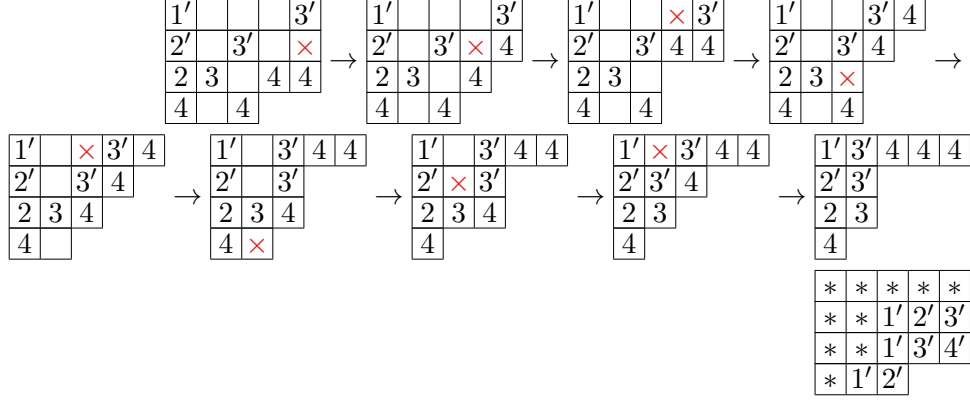 1′ 3′ 1′ 3′ 1′ × 3′ 1′ 3′ 4
2′ 3′ × → 2′ 3′ × 4 → 2′ 3′ 4 4 → 2′ 3′ 4 →
2 3 4 4 2 3 4 2 3 2 3 ×
4 4 4 4 4 4 4 4
1′ × 3′ 4 1′ 3′ 4 4 1′ 3′ 4 4 1′ × 3′ 4 4 1′ 3′ 4 4 4
2′ 3′ 4 → 2′ 3′ → 2′ × 3′ → 2′ 3′ 4 → 2′ 3′
2 3 4 2 3 4 2 3 4 2 3 2 3
4 4 × 4 4 4
* * * * *
* * 1′ 2′ 3′
* * 1′ 3′ 4′
* 1′ 2′